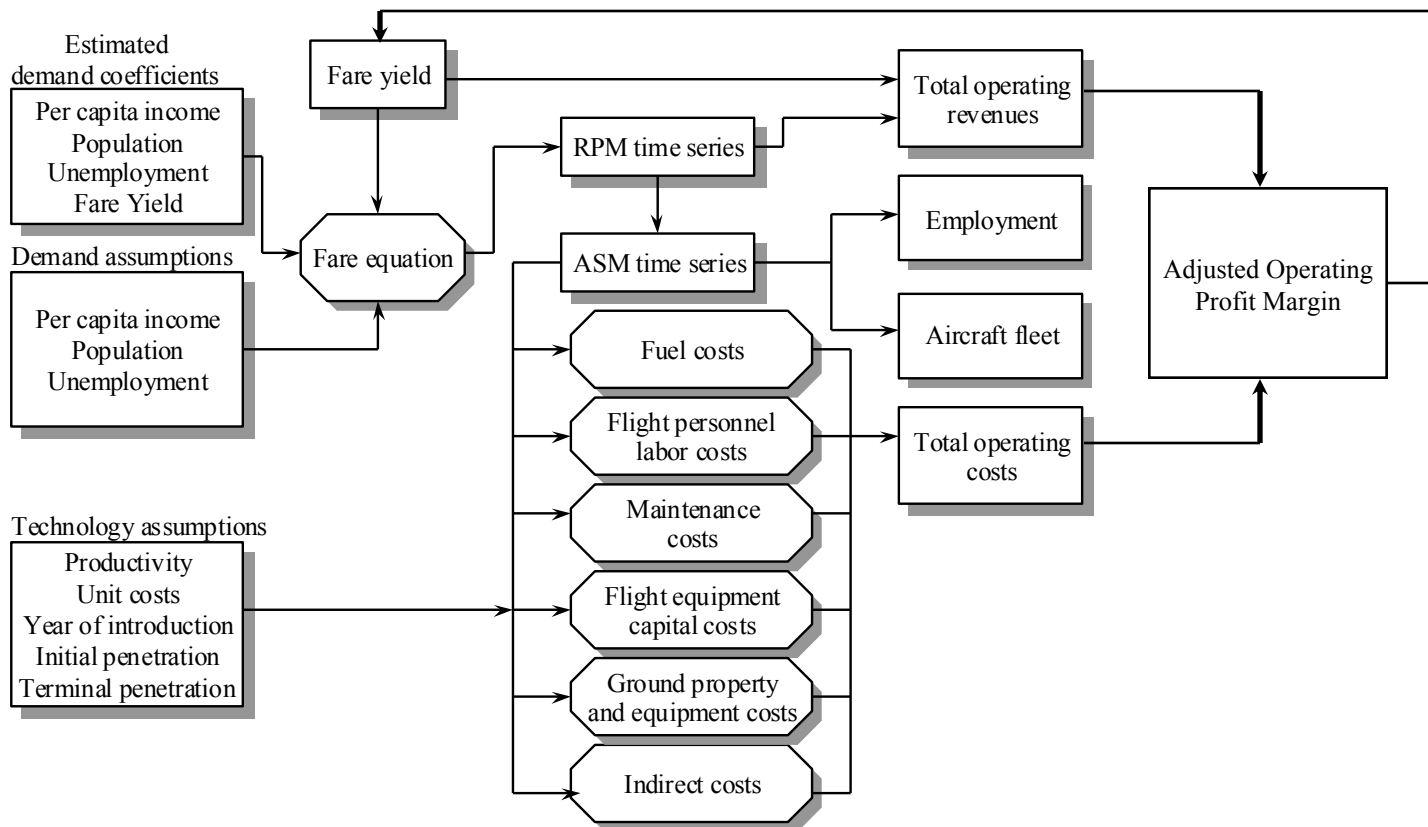 Estimated
demand coefficients
Per capita income
Population
Unemployment
Fare Yield
Demand assumptions
Per capita income
Population
Unemployment
Technology assumptions
Productivity
Unit costs
Year of introduction
Initial penetration
Terminal penetration
Fare yield
Fare equation
RPM time series
ASM time series
Fuel costs
Flight personnel
labor costs
Maintenance
costs
Flight equipment
capital costs
Ground property
and equipment costs
Indirect costs
Total operating
revenues
Employment
Aircraft fleet
Total operating
costs
Adjusted Operating
Profit Margin